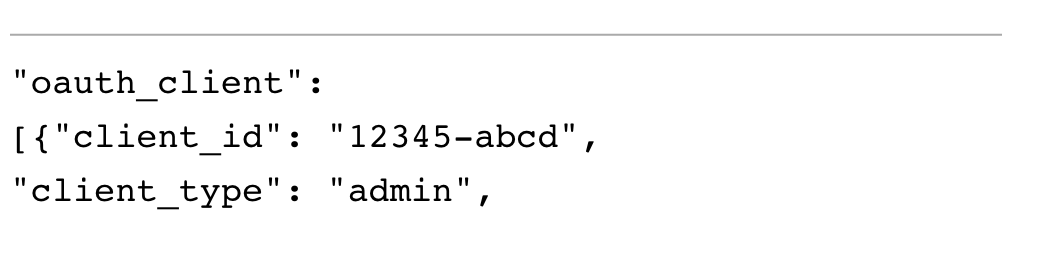 "oauth_client":
[{"client_id": "12345-abcd",
"client_type": "admin",